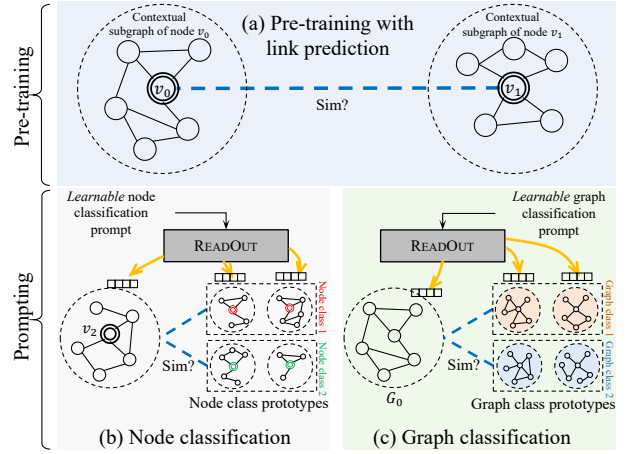 Pre-training
Contextual
subgraph of node v0
(a) Pre-training with
link prediction
Contextual
subgraph of node v1
v0
Sim?
v1
Prompting
Learnable node
classification
prompt
READOUT
v2
Sim?
Node class 1
Node class 2
Node class prototypes
(b) Node classification
Learnable graph
classification
prompt
READOUT
G0
Sim?
Graph class 1
Graph class 2
Graph class prototypes
(c) Graph classification